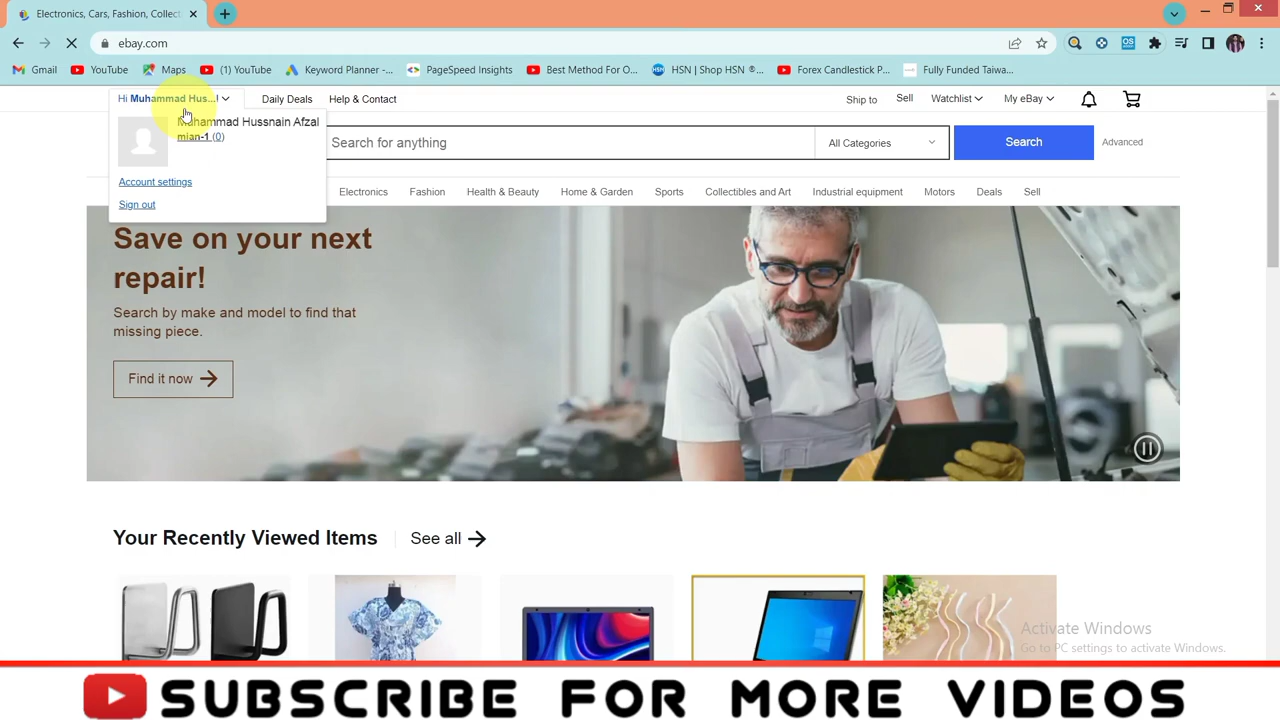 Electronics, Cars, Fashion, Collect
ebay.com
Gmail
YouTube
Maps
(1) YouTube
Keyword Planner -...
PageSpeed Insights
Best Method For O...
HSN | Shop HSN ®...
Forex Candlestick P...
Fully Funded Taiwa...
Hi Muhammad Hus...!
Daily Deals
Help & Contact
Ship to
Sell
Watchlist
My eBay
Muhammad Hussnain Afzal
mian-1 (0)
Account settings
Sign out
Search for anything
All Categories
Search
Advanced
Electronics
Fashion
Health & Beauty
Home & Garden
Sports
Collectibles and Art
Industrial equipment
Motors
Deals
Sell
Save on your next
repair!
Search by make and model to find that
missing piece.
Find it now
Your Recently Viewed Items
See all
Activate Windows
Go to PC settings to activate Windows.
SUBSCRIBE FOR MORE VIDEOS